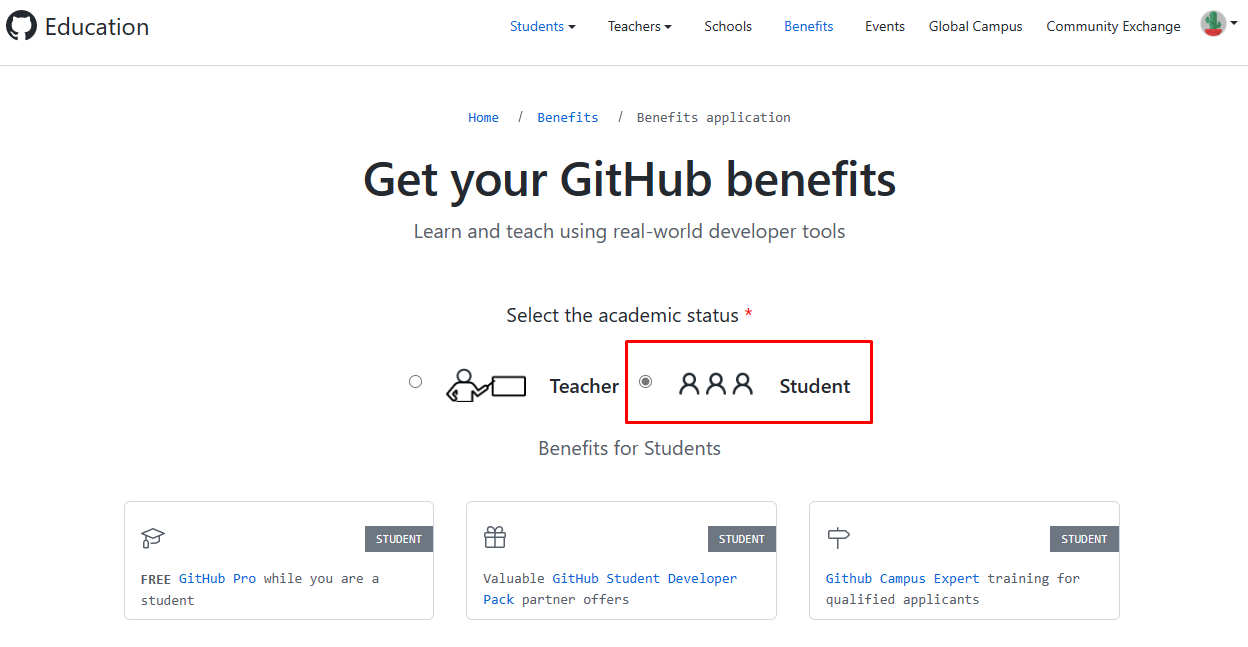 Education
Students Teachers Schools Benefits Events Global Campus Community Exchange
Home / Benefits / Benefits application
Get your GitHub benefits
Learn and teach using real-world developer tools
Select the academic status *
Teacher Student
Benefits for Students
STUDENT
FREE GitHub Pro while you are a
student
STUDENT
Valuable GitHub Student Developer
Pack partner offers
STUDENT
Github Campus Expert training for
qualified applicants